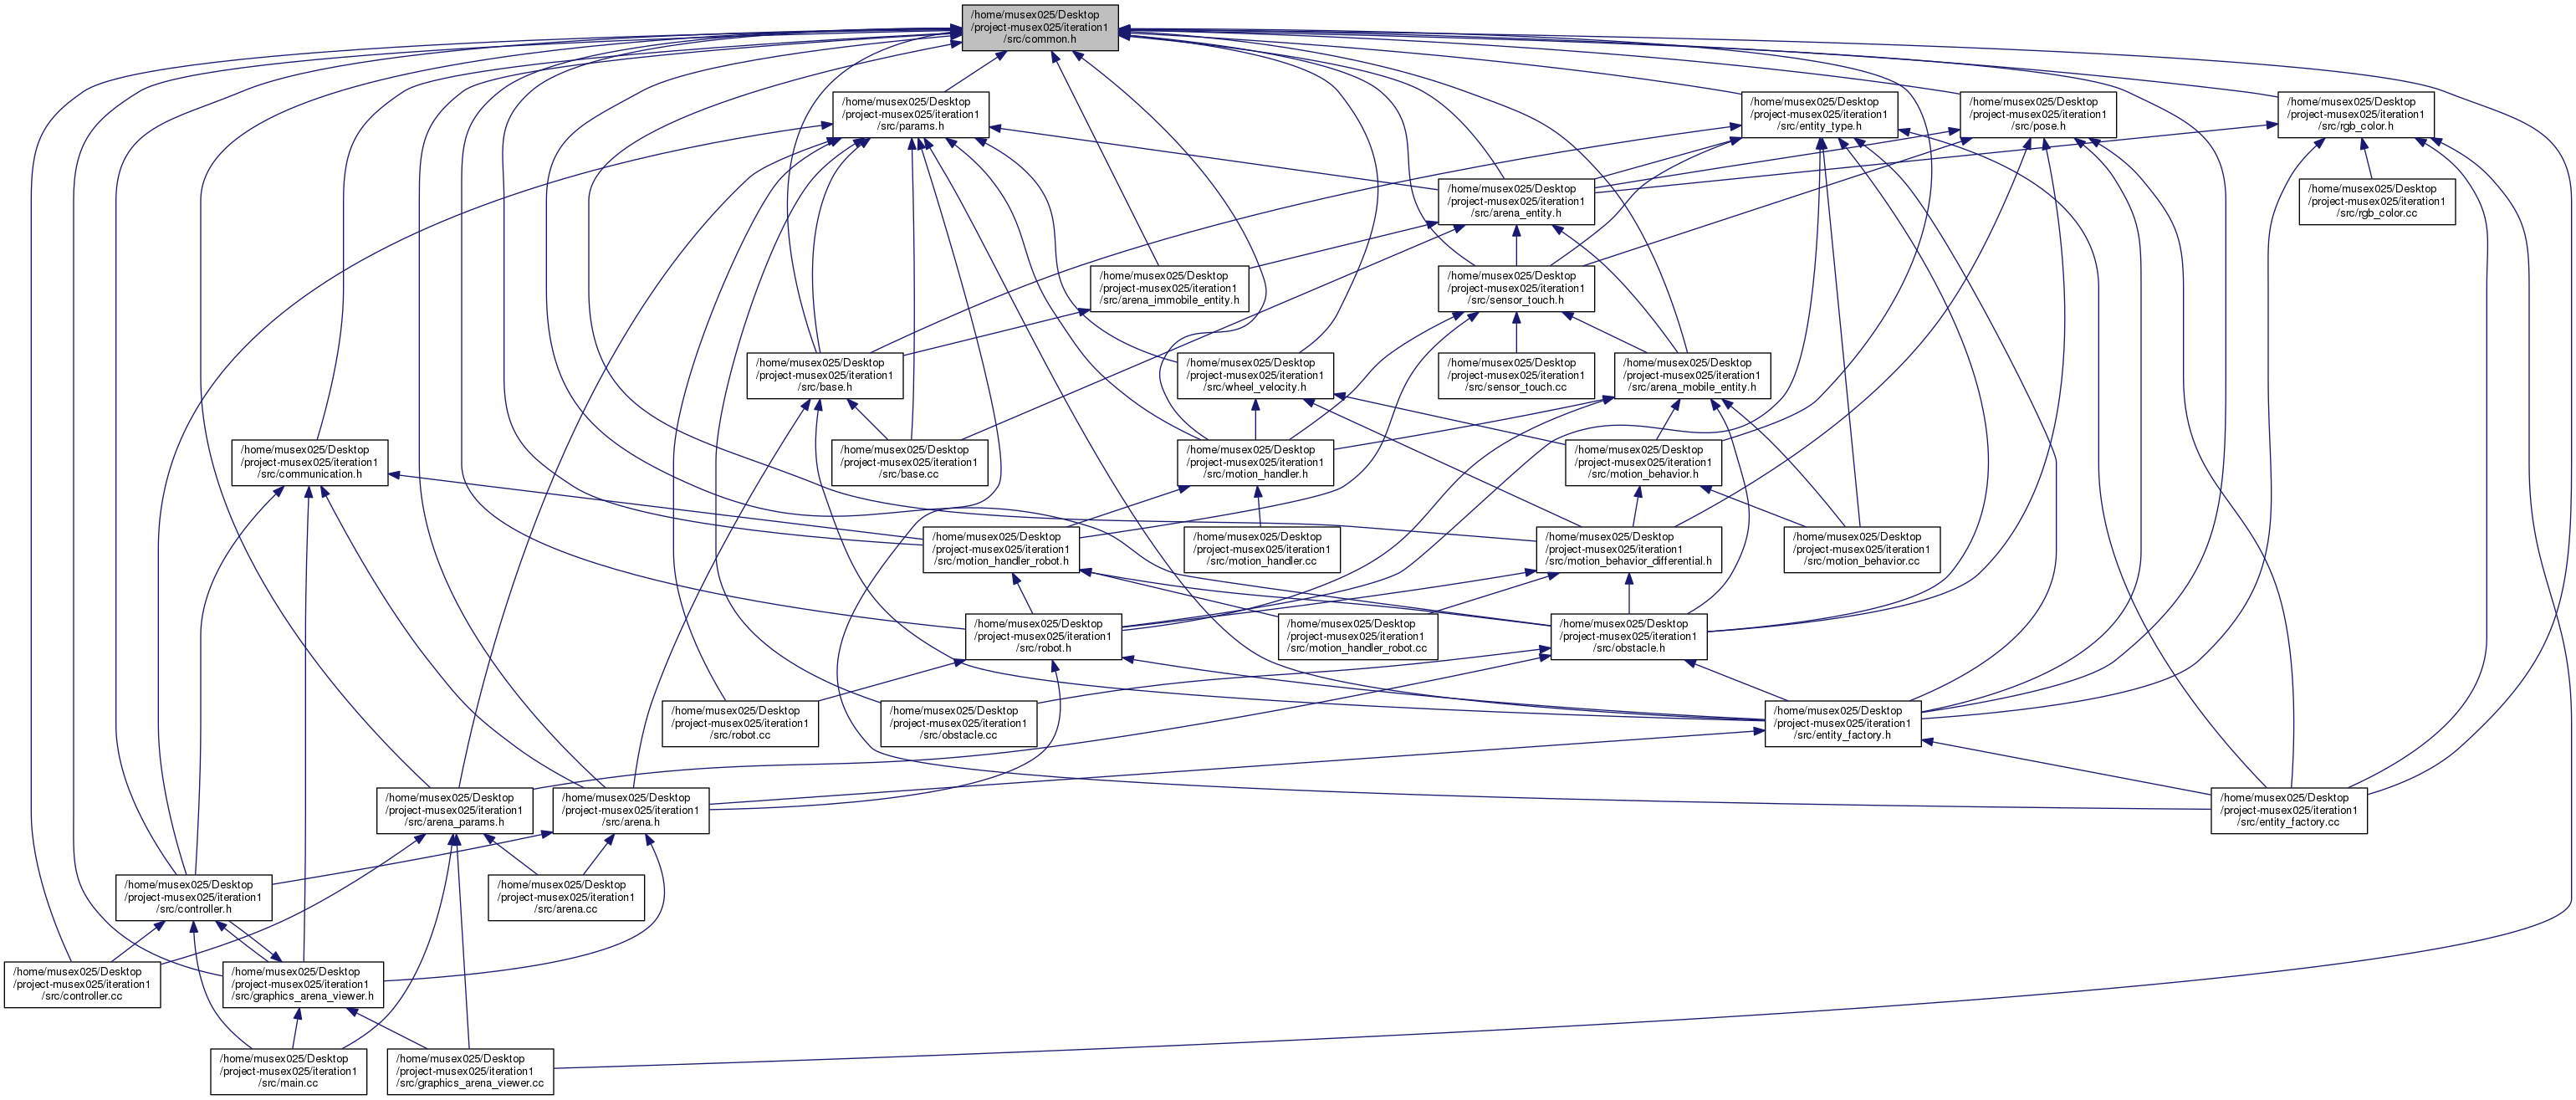 /home/musex025/Desktop
/project-musex025/iteration1
/src/common.h
/home/musex025/Desktop
/project-musex025/iteration1
/src/params.h
/home/musex025/Desktop
/project-musex025/iteration1
/src/entity_type.h
/home/musex025/Desktop
/project-musex025/iteration1
/src/pose.h
/home/musex025/Desktop
/project-musex025/iteration1
/src/rgb_color.h
/home/musex025/Desktop
/project-musex025/iteration1
/src/arena_entity.h
/home/musex025/Desktop
/project-musex025/iteration1
/src/rgb_color.cc
/home/musex025/Desktop
/project-musex025/iteration1
/src/arena_immobile_entity.h
/home/musex025/Desktop
/project-musex025/iteration1
/src/sensor_touch.h
/home/musex025/Desktop
/project-musex025/iteration1
/src/base.h
/home/musex025/Desktop
/project-musex025/iteration1
/src/wheel_velocity.h
/home/musex025/Desktop
/project-musex025/iteration1
/src/sensor_touch.cc
/home/musex025/Desktop
/project-musex025/iteration1
/src/arena_mobile_entity.h
/home/musex025/Desktop
/project-musex025/iteration1
/src/communication.h
/home/musex025/Desktop
/project-musex025/iteration1
/src/base.cc
/home/musex025/Desktop
/project-musex025/iteration1
/src/motion_handler.h
/home/musex025/Desktop
/project-musex025/iteration1
/src/motion_behavior.h
/home/musex025/Desktop
/project-musex025/iteration1
/src/motion_handler_robot.h
/home/musex025/Desktop
/project-musex025/iteration1
/src/motion_handler.cc
/home/musex025/Desktop
/project-musex025/iteration1
/src/motion_behavior_differential.h
/home/musex025/Desktop
/project-musex025/iteration1
/src/motion_behavior.cc
/home/musex025/Desktop
/project-musex025/iteration1
/src/robot.h
/home/musex025/Desktop
/project-musex025/iteration1
/src/motion_handler_robot.cc
/home/musex025/Desktop
/project-musex025/iteration1
/src/obstacle.h
/home/musex025/Desktop
/project-musex025/iteration1
/src/robot.cc
/home/musex025/Desktop
/project-musex025/iteration1
/src/obstacle.cc
/home/musex025/Desktop
/project-musex025/iteration1
/src/entity_factory.h
/home/musex025/Desktop
/project-musex025/iteration1
/src/arena_params.h
/home/musex025/Desktop
/project-musex025/iteration1
/src/arena.h
/home/musex025/Desktop
/project-musex025/iteration1
/src/entity_factory.cc
/home/musex025/Desktop
/project-musex025/iteration1
/src/controller.h
/home/musex025/Desktop
/project-musex025/iteration1
/src/arena.cc
/home/musex025/Desktop
/project-musex025/iteration1
/src/controller.cc
/home/musex025/Desktop
/project-musex025/iteration1
/src/graphics_arena_viewer.h
/home/musex025/Desktop
/project-musex025/iteration1
/src/main.cc
/home/musex025/Desktop
/project-musex025/iteration1
/src/graphics_arena_viewer.cc